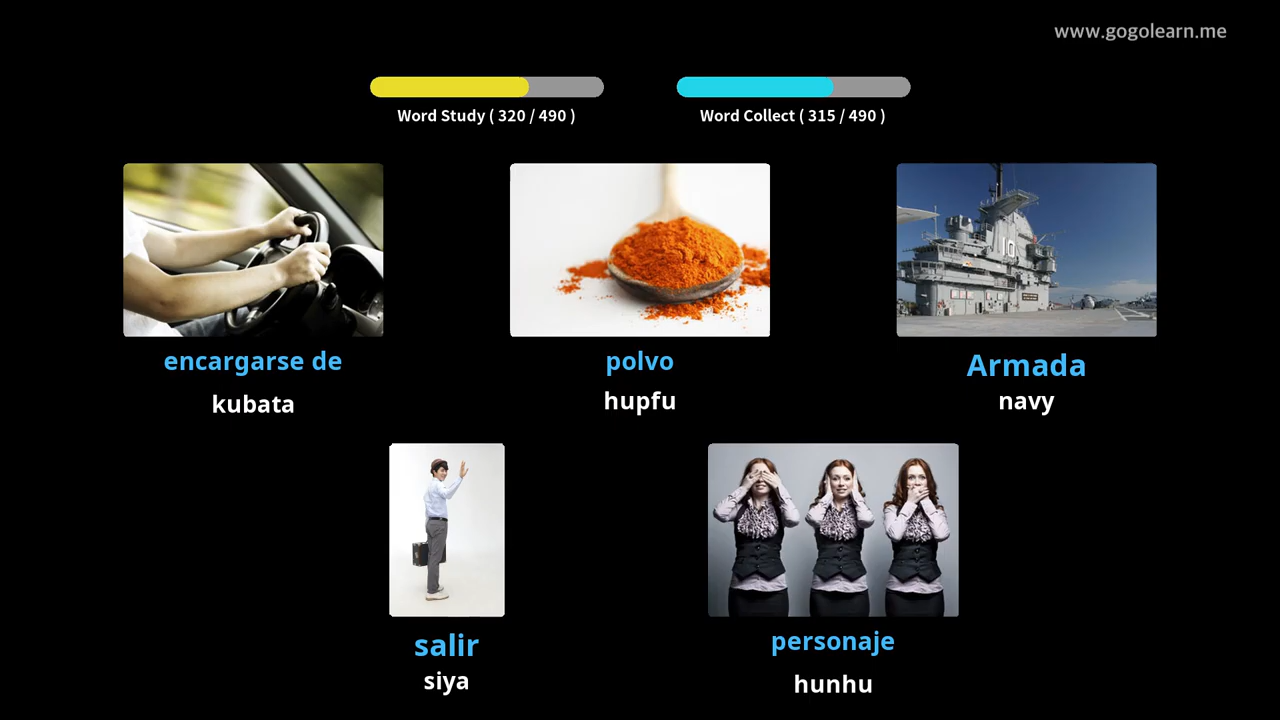 www.gogolearn.me
Word Study ( 320 / 490 )
Word Collect ( 315 / 490 )
encargarse de
kubata
polvo
hupfu
Armada
navy
salir
siya
personaje
hunhu